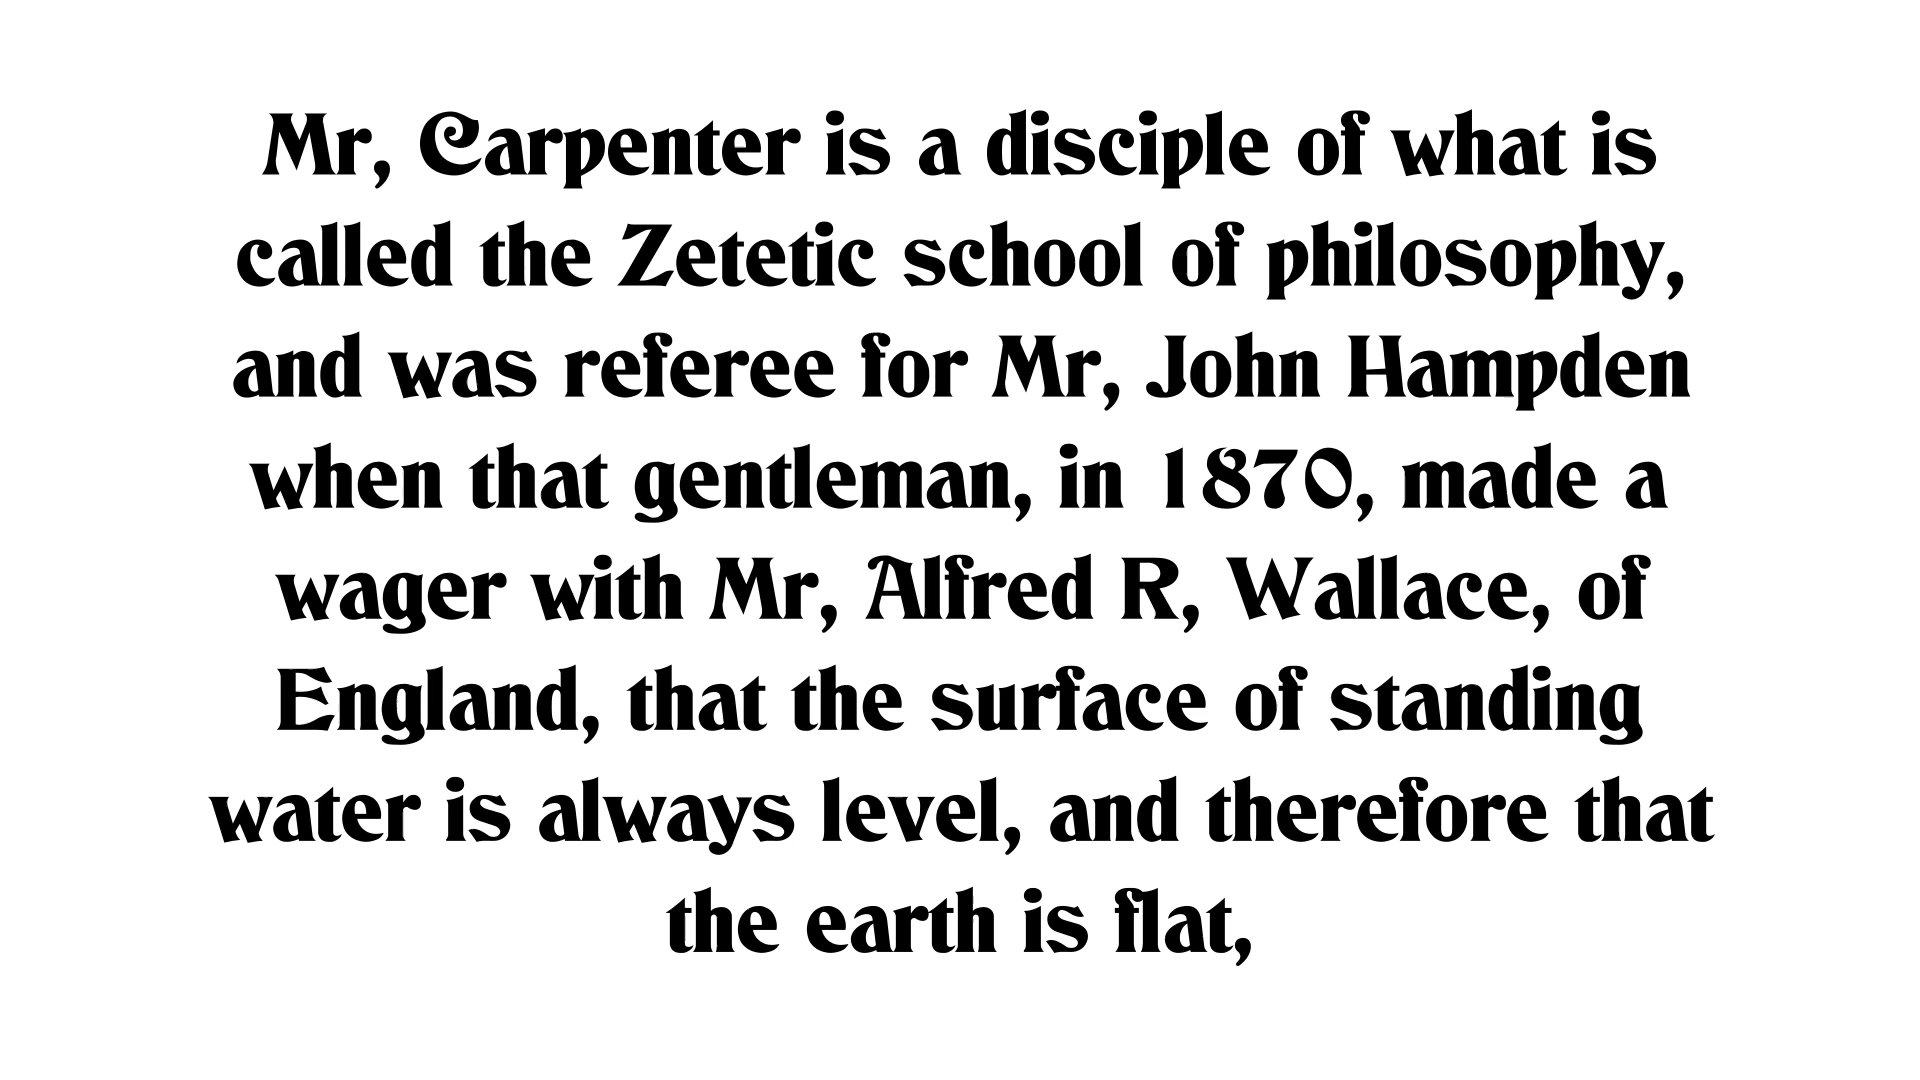 Mr, Carpenter is a disciple of what is
called the Zetetic school of philosophy,
and was referee for Mr, John Hampden
when that gentleman, in 1870, made a
wager with Mr, Alfred R, Wallace, of
England, that the surface of standing
water is always level, and therefore that
the earth is flat,